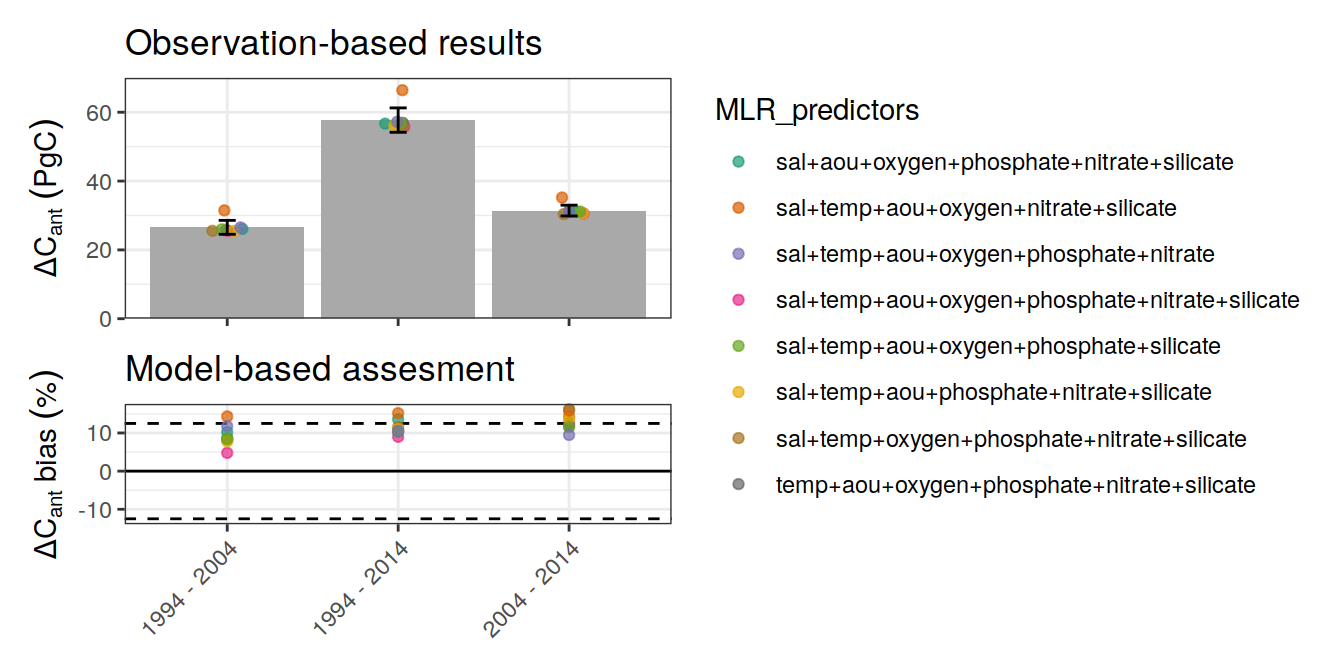 Observation-based results
ΔCant (PgC)
60
40
20
0
Model-based assesment
ΔCant bias (%)
10
0
-10
1994 - 2004
1994 - 2014
2004 - 2014
MLR_predictors
sal+aou+oxygen+phosphate+nitrate+silicate
sal+temp+aou+oxygen+nitrate+silicate
sal+temp+aou+oxygen+phosphate+nitrate
sal+temp+aou+oxygen+phosphate+nitrate+silicate
sal+temp+aou+oxygen+phosphate+silicate
sal+temp+aou+phosphate+nitrate+silicate
sal+temp+oxygen+phosphate+nitrate+silicate
temp+aou+oxygen+phosphate+nitrate+silicate